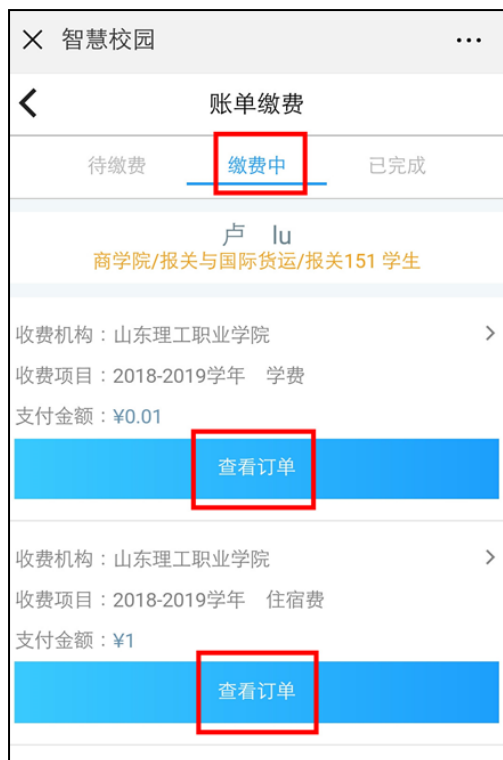 智慧校园
账单缴费
待缴费 缴费中 已完成
卢 lu
商学院/报关与国际货运/报关151 学生
收费机构：山东理工职业学院
收费项目：2018-2019学年 学费
支付金额：¥0.01
查看订单
收费机构：山东理工职业学院
收费项目：2018-2019学年 住宿费
支付金额：¥1
查看订单